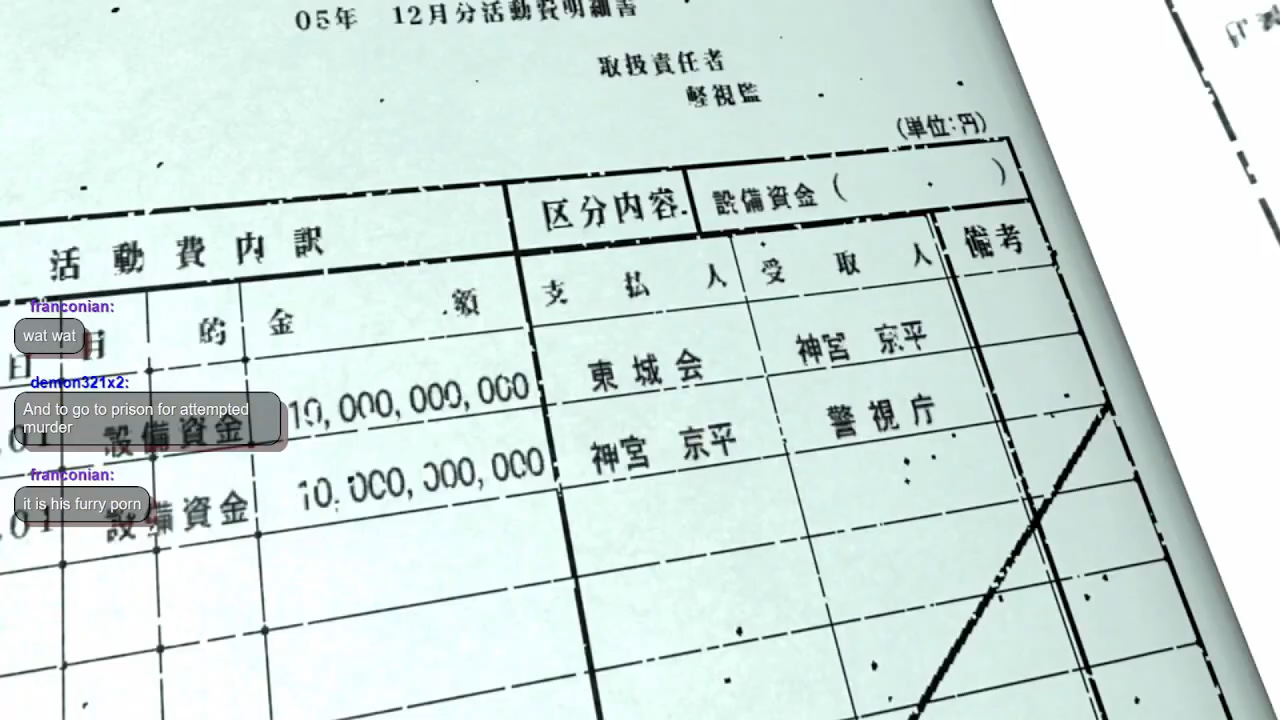 05年 12月分活動費明細書
取扱責任者
警視監
(単位:円)
活動費内訳 区分内容 設備資金( )
日 目的 金額 支払人 受取人 備考
.01 設備資金 10,000,000,000 東城会 神宮 京平
.01 設備資金 10,000,000,000 神宮 京平 警視庁
franconian:
wat wat
demon321x2:
And to go to prison for attempted
murder
franconian:
it is his furry porn